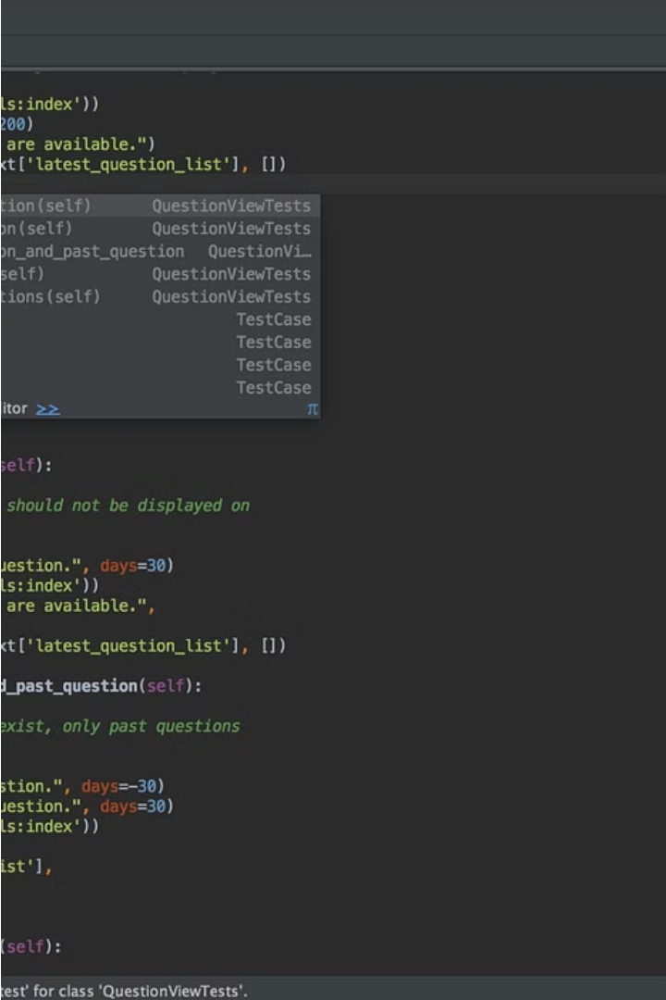 ls:index'))
200)
are available.")
xt['latest_question_list'], [])
tion(self) QuestionViewTests
on(self) QuestionViewTests
on_and_past_question QuestionVi…
self) QuestionViewTests
tions(self) QuestionViewTests
TestCase
TestCase
TestCase
TestCase
itor >> π
self):
should not be displayed on
uestion.", days=30)
ls:index'))
are available.",
xt['latest_question_list'], [])
d_past_question(self):
exist, only past questions
stion.", days=-30)
uestion.", days=30)
ls:index'))
ist'],
(self):
test' for class 'QuestionViewTests'.